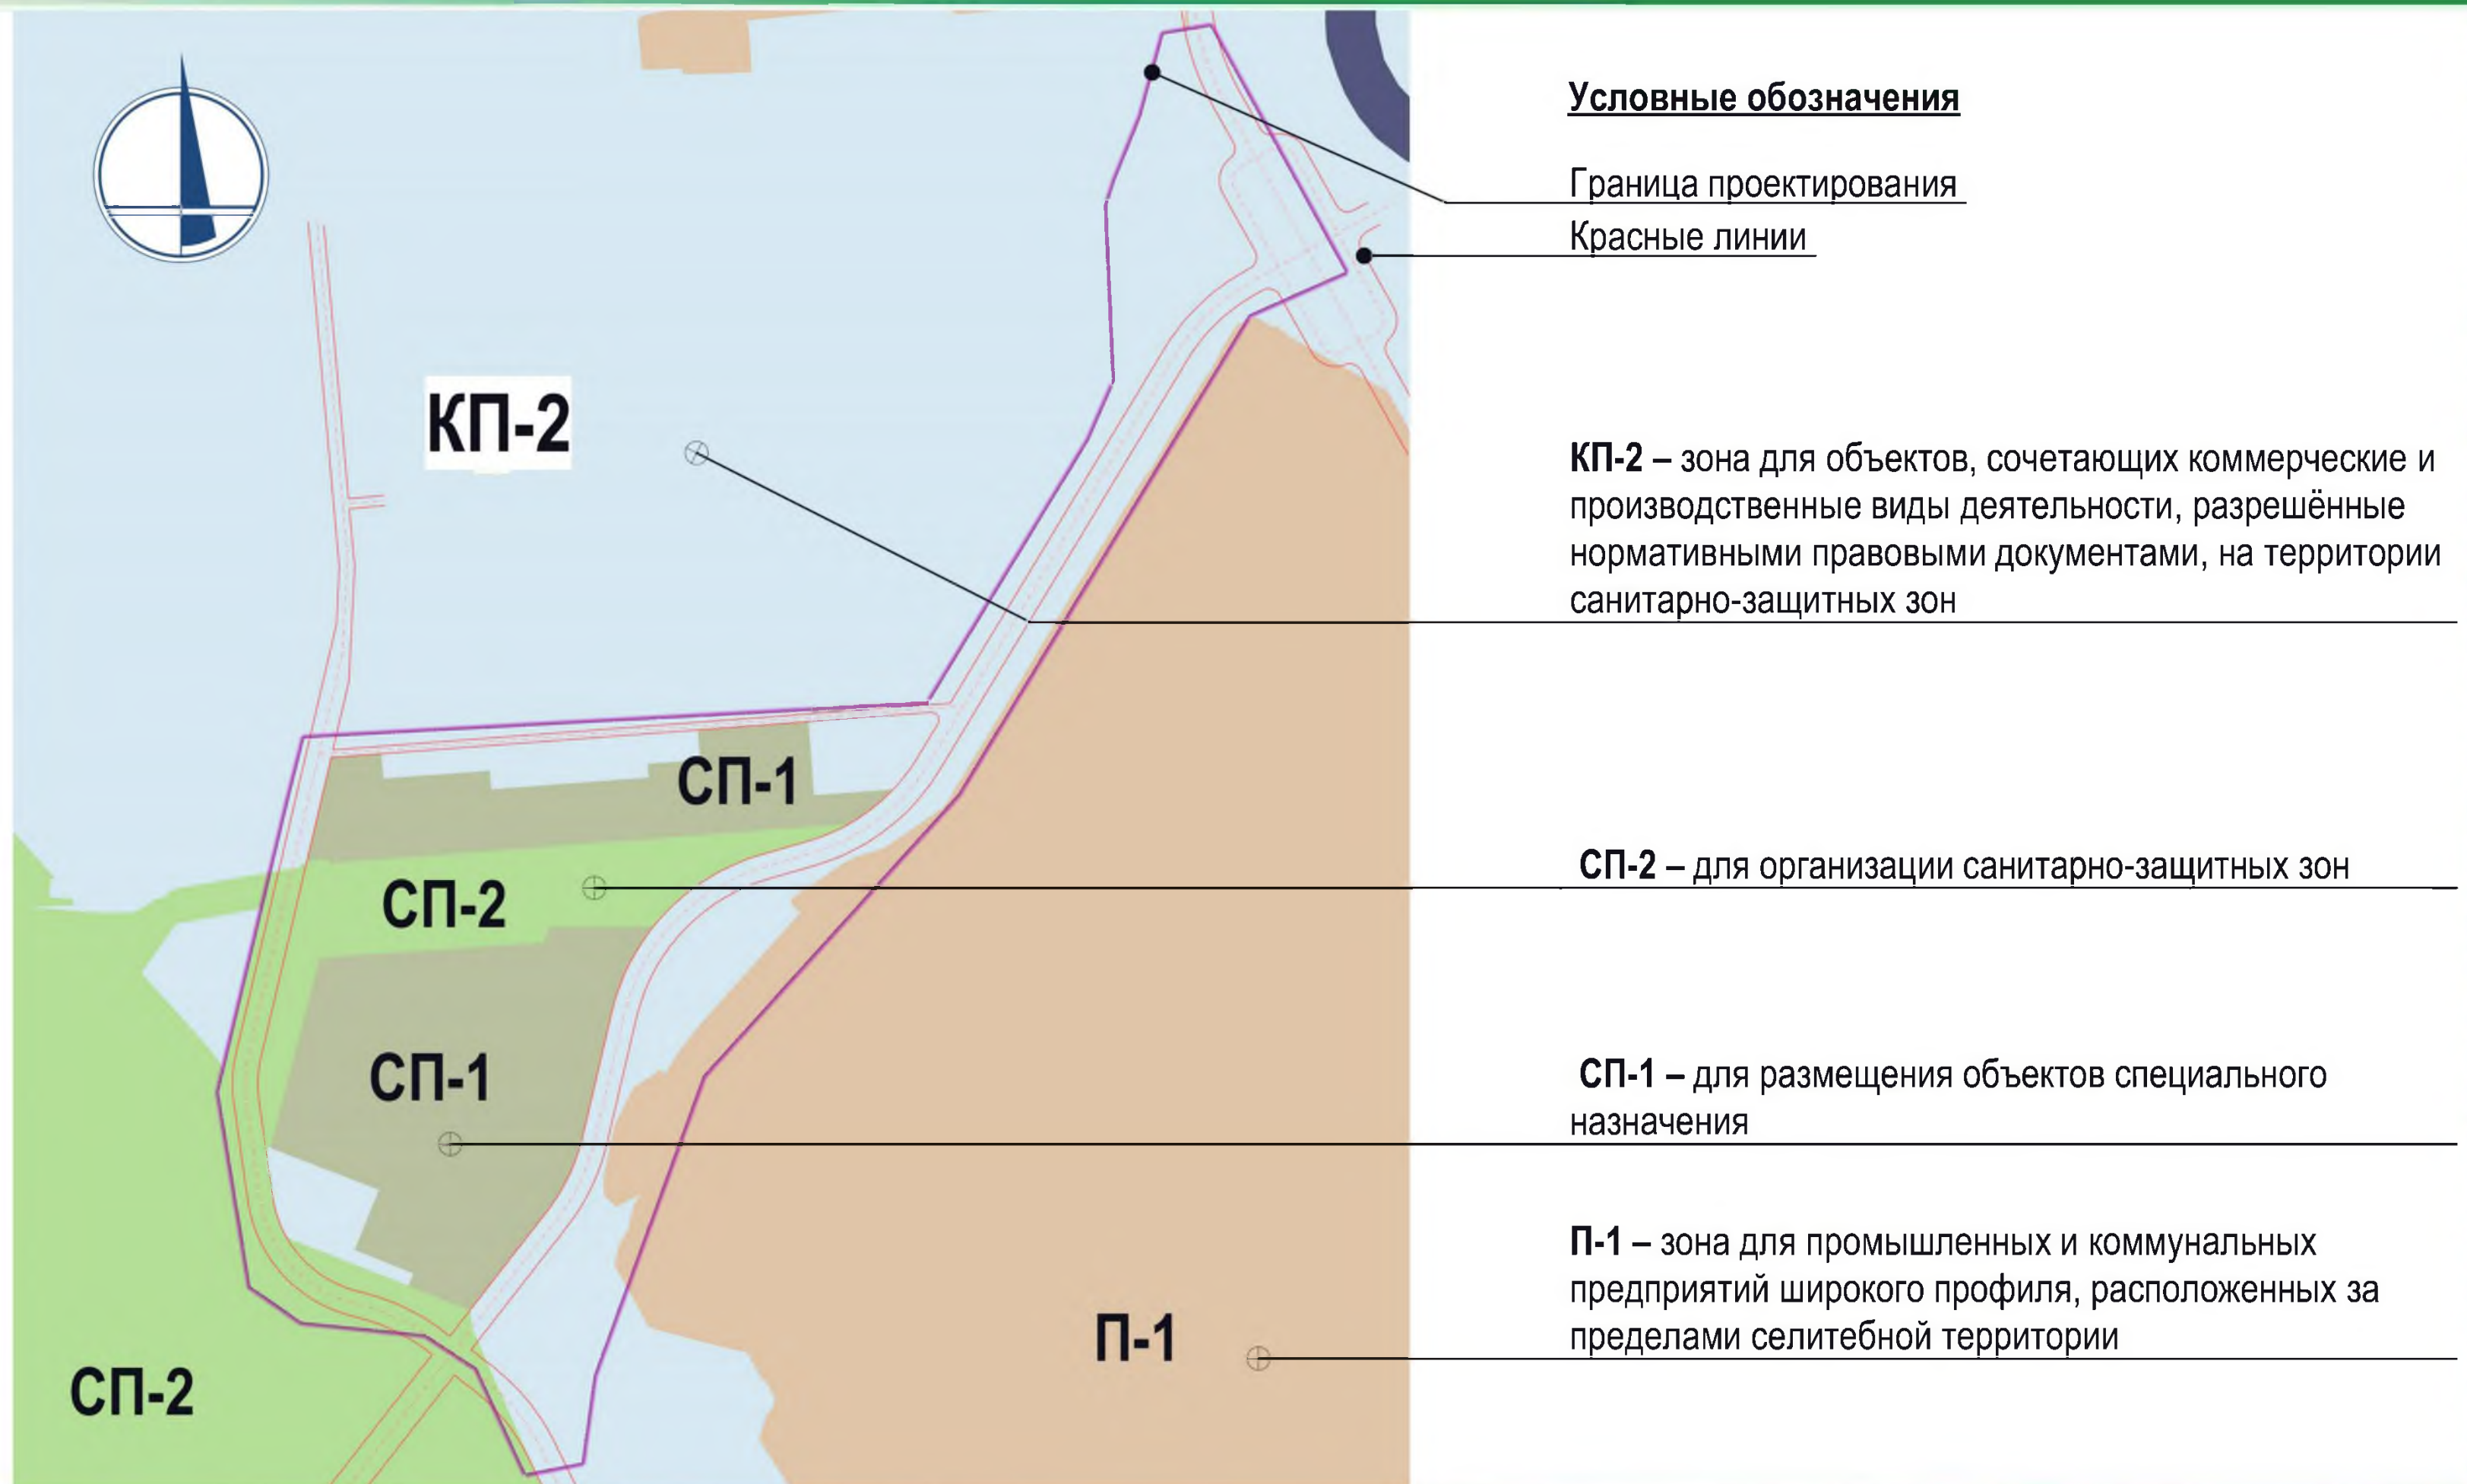 Условные обозначения
Граница проектирования
Красные линии
КП-2
КП-2 – зона для объектов, сочетающих коммерческие и
производственные виды деятельности, разрешённые
нормативными правовыми документами, на территории
санитарно-защитных зон
СП-1
СП-2 – для организации санитарно-защитных зон
СП-2
СП-1
СП-1 – для размещения объектов специального
назначения
П-1 – зона для промышленных и коммунальных
предприятий широкого профиля, расположенных за
пределами селитебной территории
П-1
СП-2